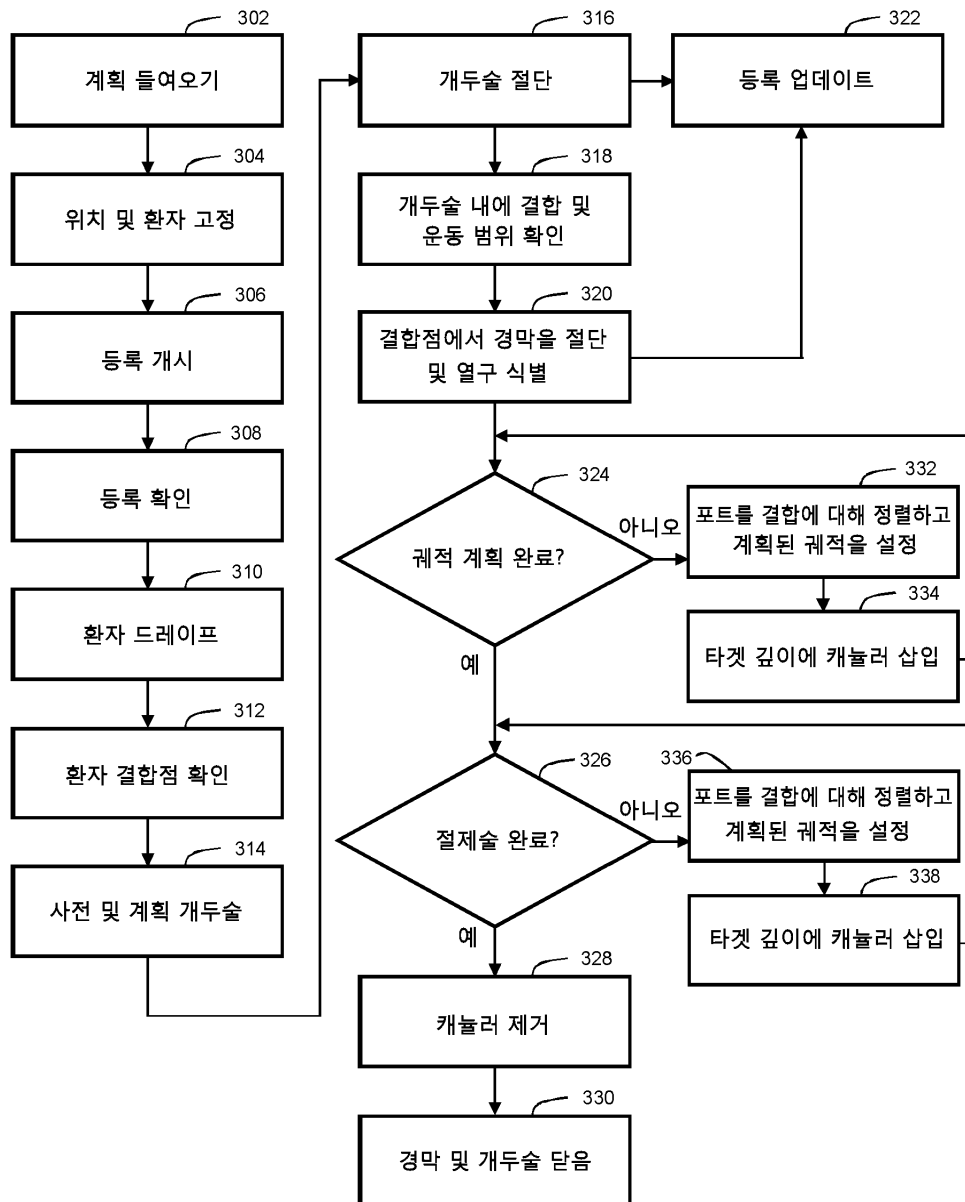 302
계획 들여오기
304
위치 및 환자 고정
306
등록 개시
308
등록 확인
310
환자 드레이프
312
환자 결합점 확인
314
사전 및 계획 개두술
316
개두술 절단
318
개두술 내에 결합 및
운동 범위 확인
320
결합점에서 경막을 절단
및 열구 식별
322
등록 업데이트
324
궤적 계획 완료?
아니오
예
332
포트를 결합에 대해 정렬하고
계획된 궤적을 설정
334
타겟 깊이에 캐뉼러 삽입
326
절제술 완료?
아니오
예
336
포트를 결합에 대해 정렬하고
계획된 궤적을 설정
338
타겟 깊이에 캐뉼러 삽입
328
캐뉼러 제거
330
경막 및 개두술 닫음